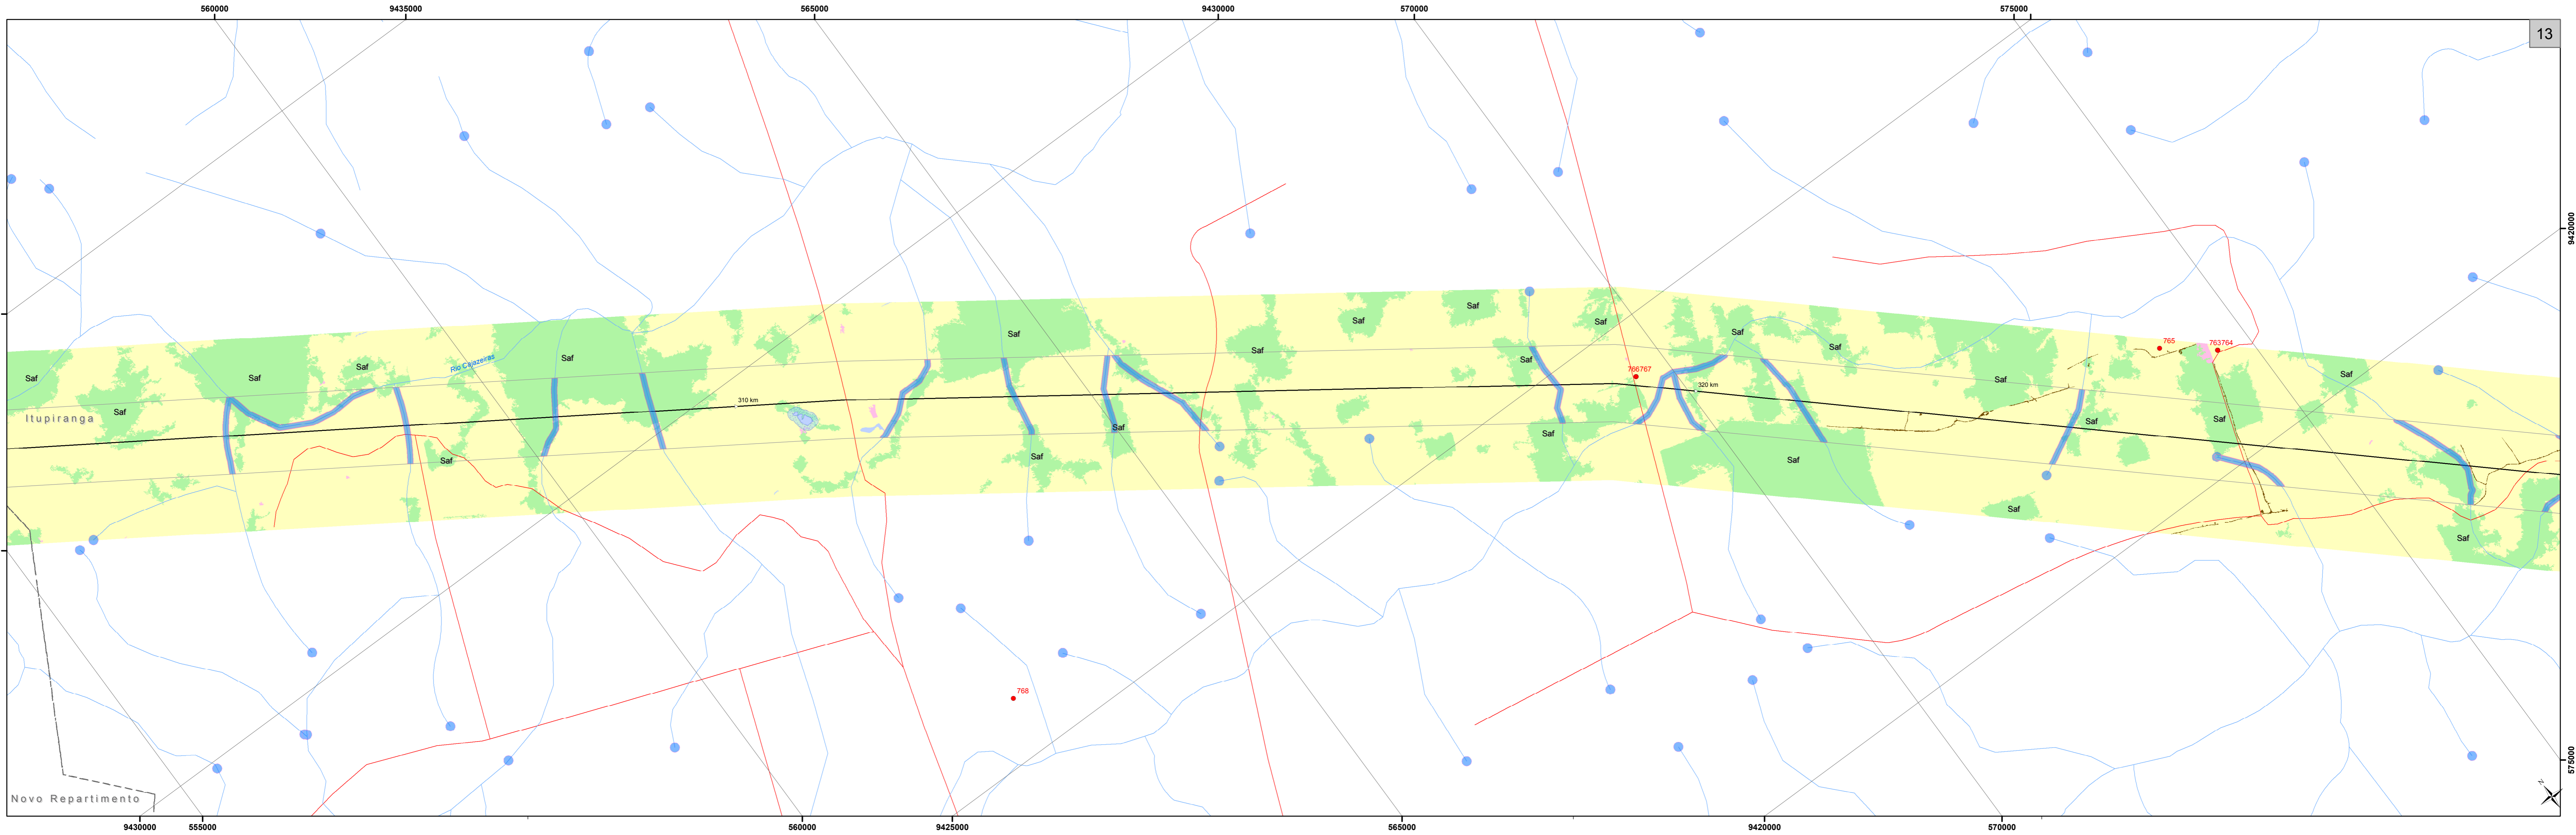 560000 9435000 565000 9430000 570000 575000
13
9420000
Saf Saf Saf Saf Saf Saf Saf
765 763764
Rio Cajazeiras
Saf Saf Saf Saf Saf Saf
766767
320 km
310 km
Saf
Itupiranga
Saf Saf Saf
Saf Saf Saf Saf
Saf
Saf
768
575000
N
Novo Repartimento
9430000 555000 560000 9425000 565000 9420000 570000